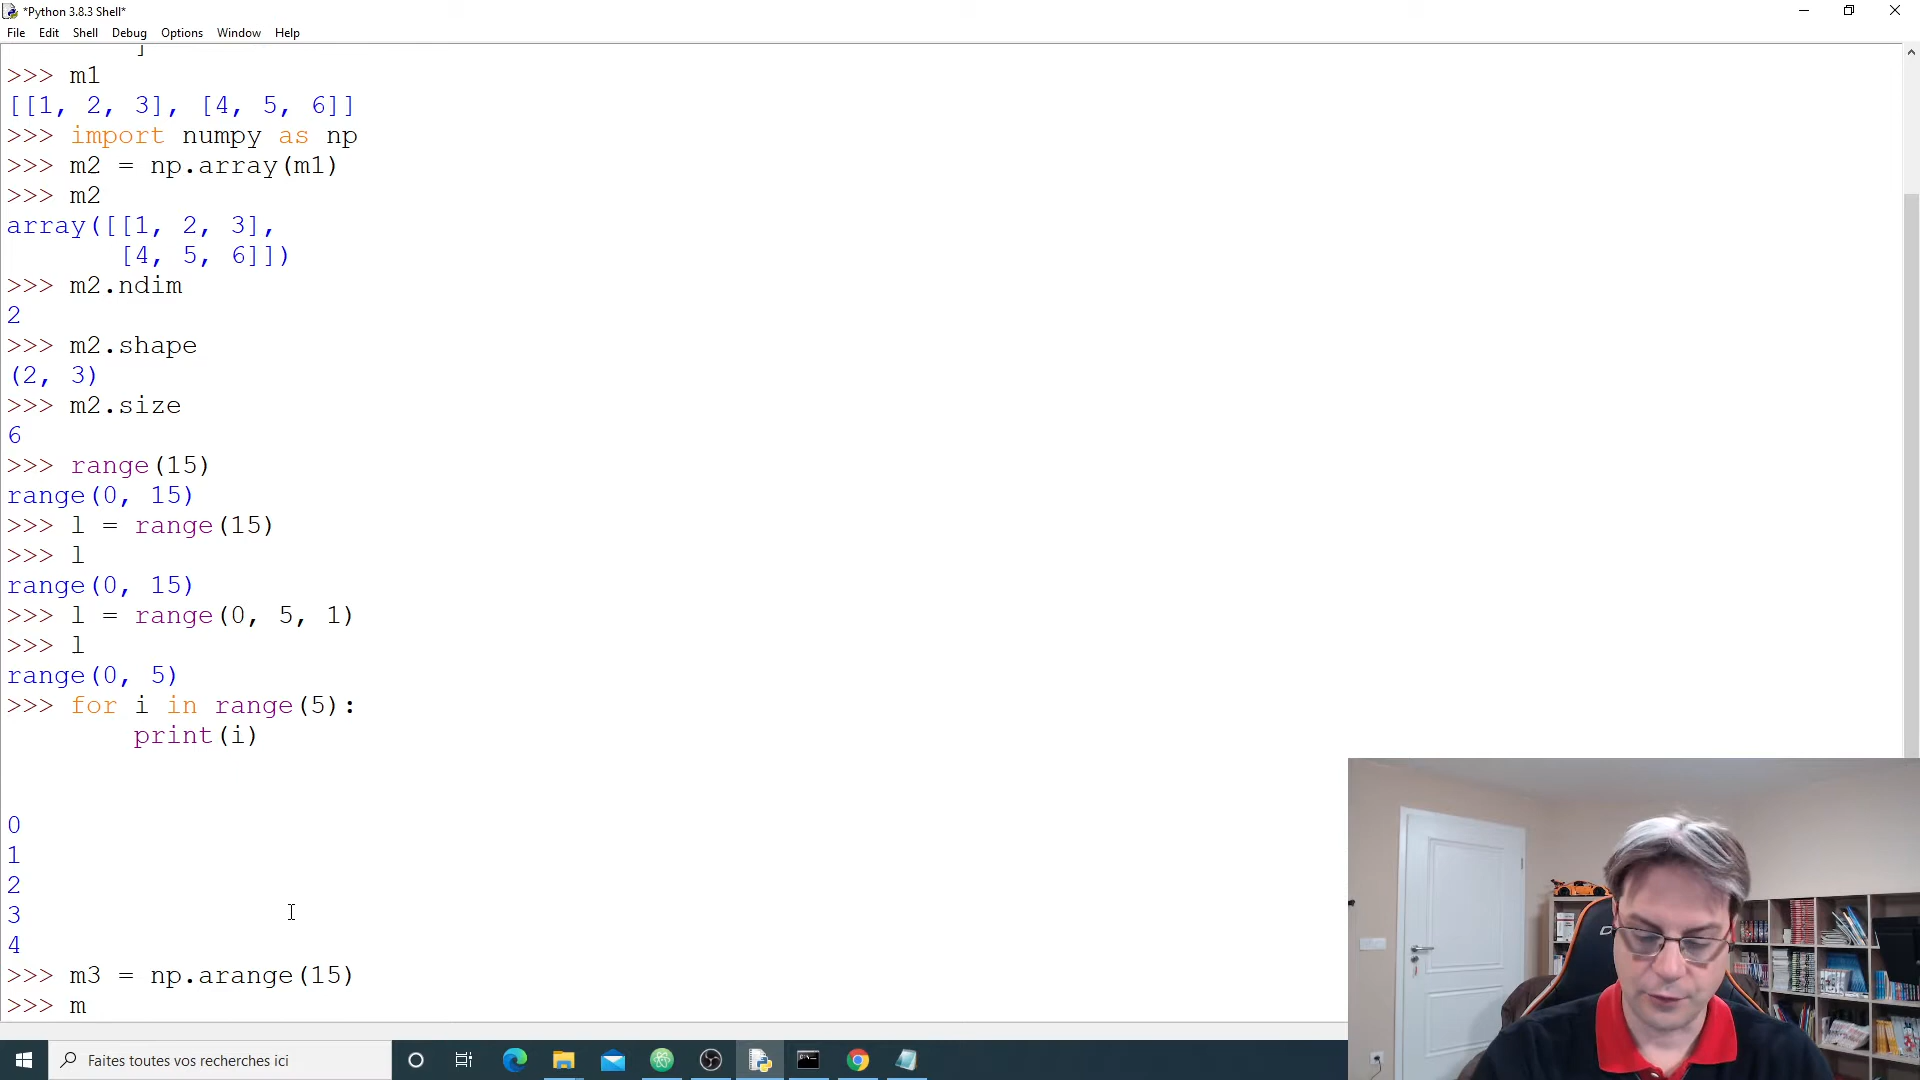 *Python 3.8.3 Shell*
File Edit Shell Debug Options Window Help
]
>>> m1
[[1, 2, 3], [4, 5, 6]]
>>> import numpy as np
>>> m2 = np.array(m1)
>>> m2
array([[1, 2, 3],
       [4, 5, 6]])
>>> m2.ndim
2
>>> m2.shape
(2, 3)
>>> m2.size
6
>>> range(15)
range(0, 15)
>>> l = range(15)
>>> l
range(0, 15)
>>> l = range(0, 5, 1)
>>> l
range(0, 5)
>>> for i in range(5):
        print(i)
0
1
2
3
4
>>> m3 = np.arange(15)
>>> m
Faites toutes vos recherches ici